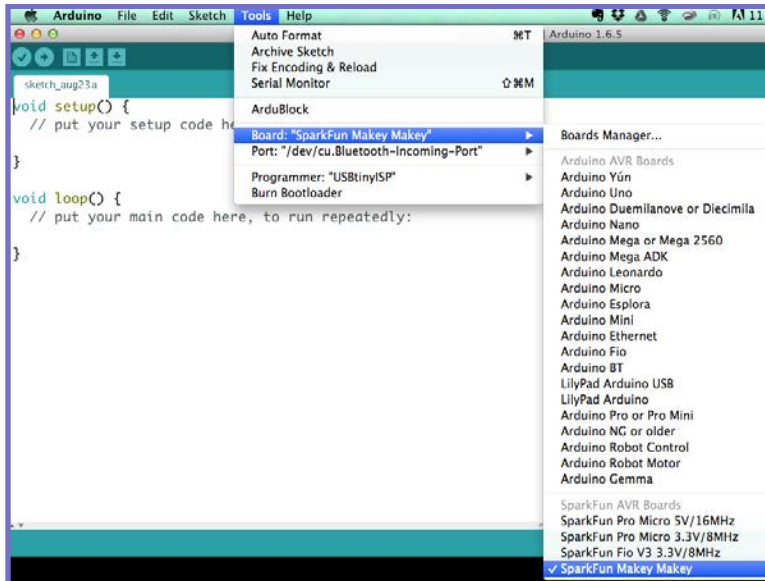 Arduino File Edit Sketch Tools Help 11
Arduino 1.6.5
sketch_aug23a
void setup() {
// put your setup code he
}
void loop() {
// put your main code here, to run repeatedly:
}
Auto Format ⌘T
Archive Sketch
Fix Encoding & Reload
Serial Monitor ⇧⌘M
ArduBlock
Board: "SparkFun Makey Makey"
Port: "/dev/cu.Bluetooth-Incoming-Port"
Programmer: "USBtinyISP"
Burn Bootloader
Boards Manager...
Arduino AVR Boards
Arduino Yún
Arduino Uno
Arduino Duemilanove or Diecimila
Arduino Nano
Arduino Mega or Mega 2560
Arduino Mega ADK
Arduino Leonardo
Arduino Micro
Arduino Esplora
Arduino Mini
Arduino Ethernet
Arduino Fio
Arduino BT
LilyPad Arduino USB
LilyPad Arduino
Arduino Pro or Pro Mini
Arduino NG or older
Arduino Robot Control
Arduino Robot Motor
Arduino Gemma
SparkFun AVR Boards
SparkFun Pro Micro 5V/16MHz
SparkFun Pro Micro 3.3V/8MHz
SparkFun Fio V3 3.3V/8MHz
✓ SparkFun Makey Makey